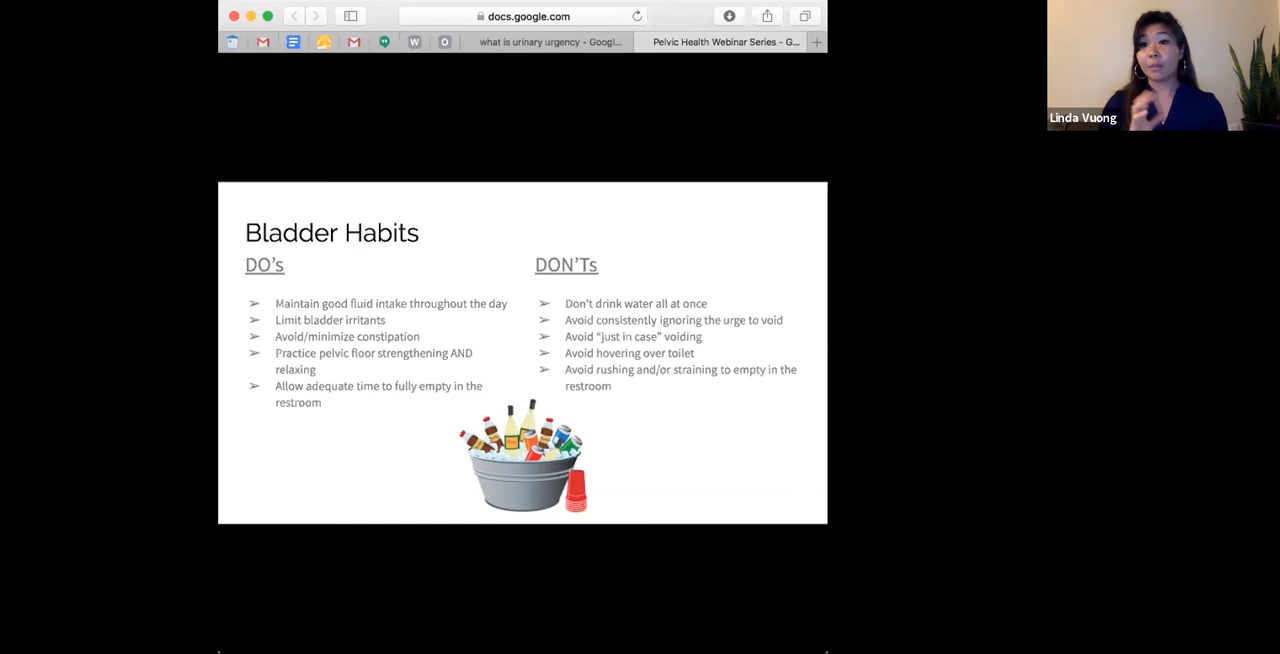 docs.google.com
W
O
what is urinary urgency - Googl...
Pelvic Health Webinar Series - G...
Linda Vuong
Bladder Habits
DO's
➢ Maintain good fluid intake throughout the day
➢ Limit bladder irritants
➢ Avoid/minimize constipation
➢ Practice pelvic floor strengthening AND
relaxing
➢ Allow adequate time to fully empty in the
restroom
DON'Ts
➢ Don't drink water all at once
➢ Avoid consistently ignoring the urge to void
➢ Avoid “just in case” voiding
➢ Avoid hovering over toilet
➢ Avoid rushing and/or straining to empty in the
restroom